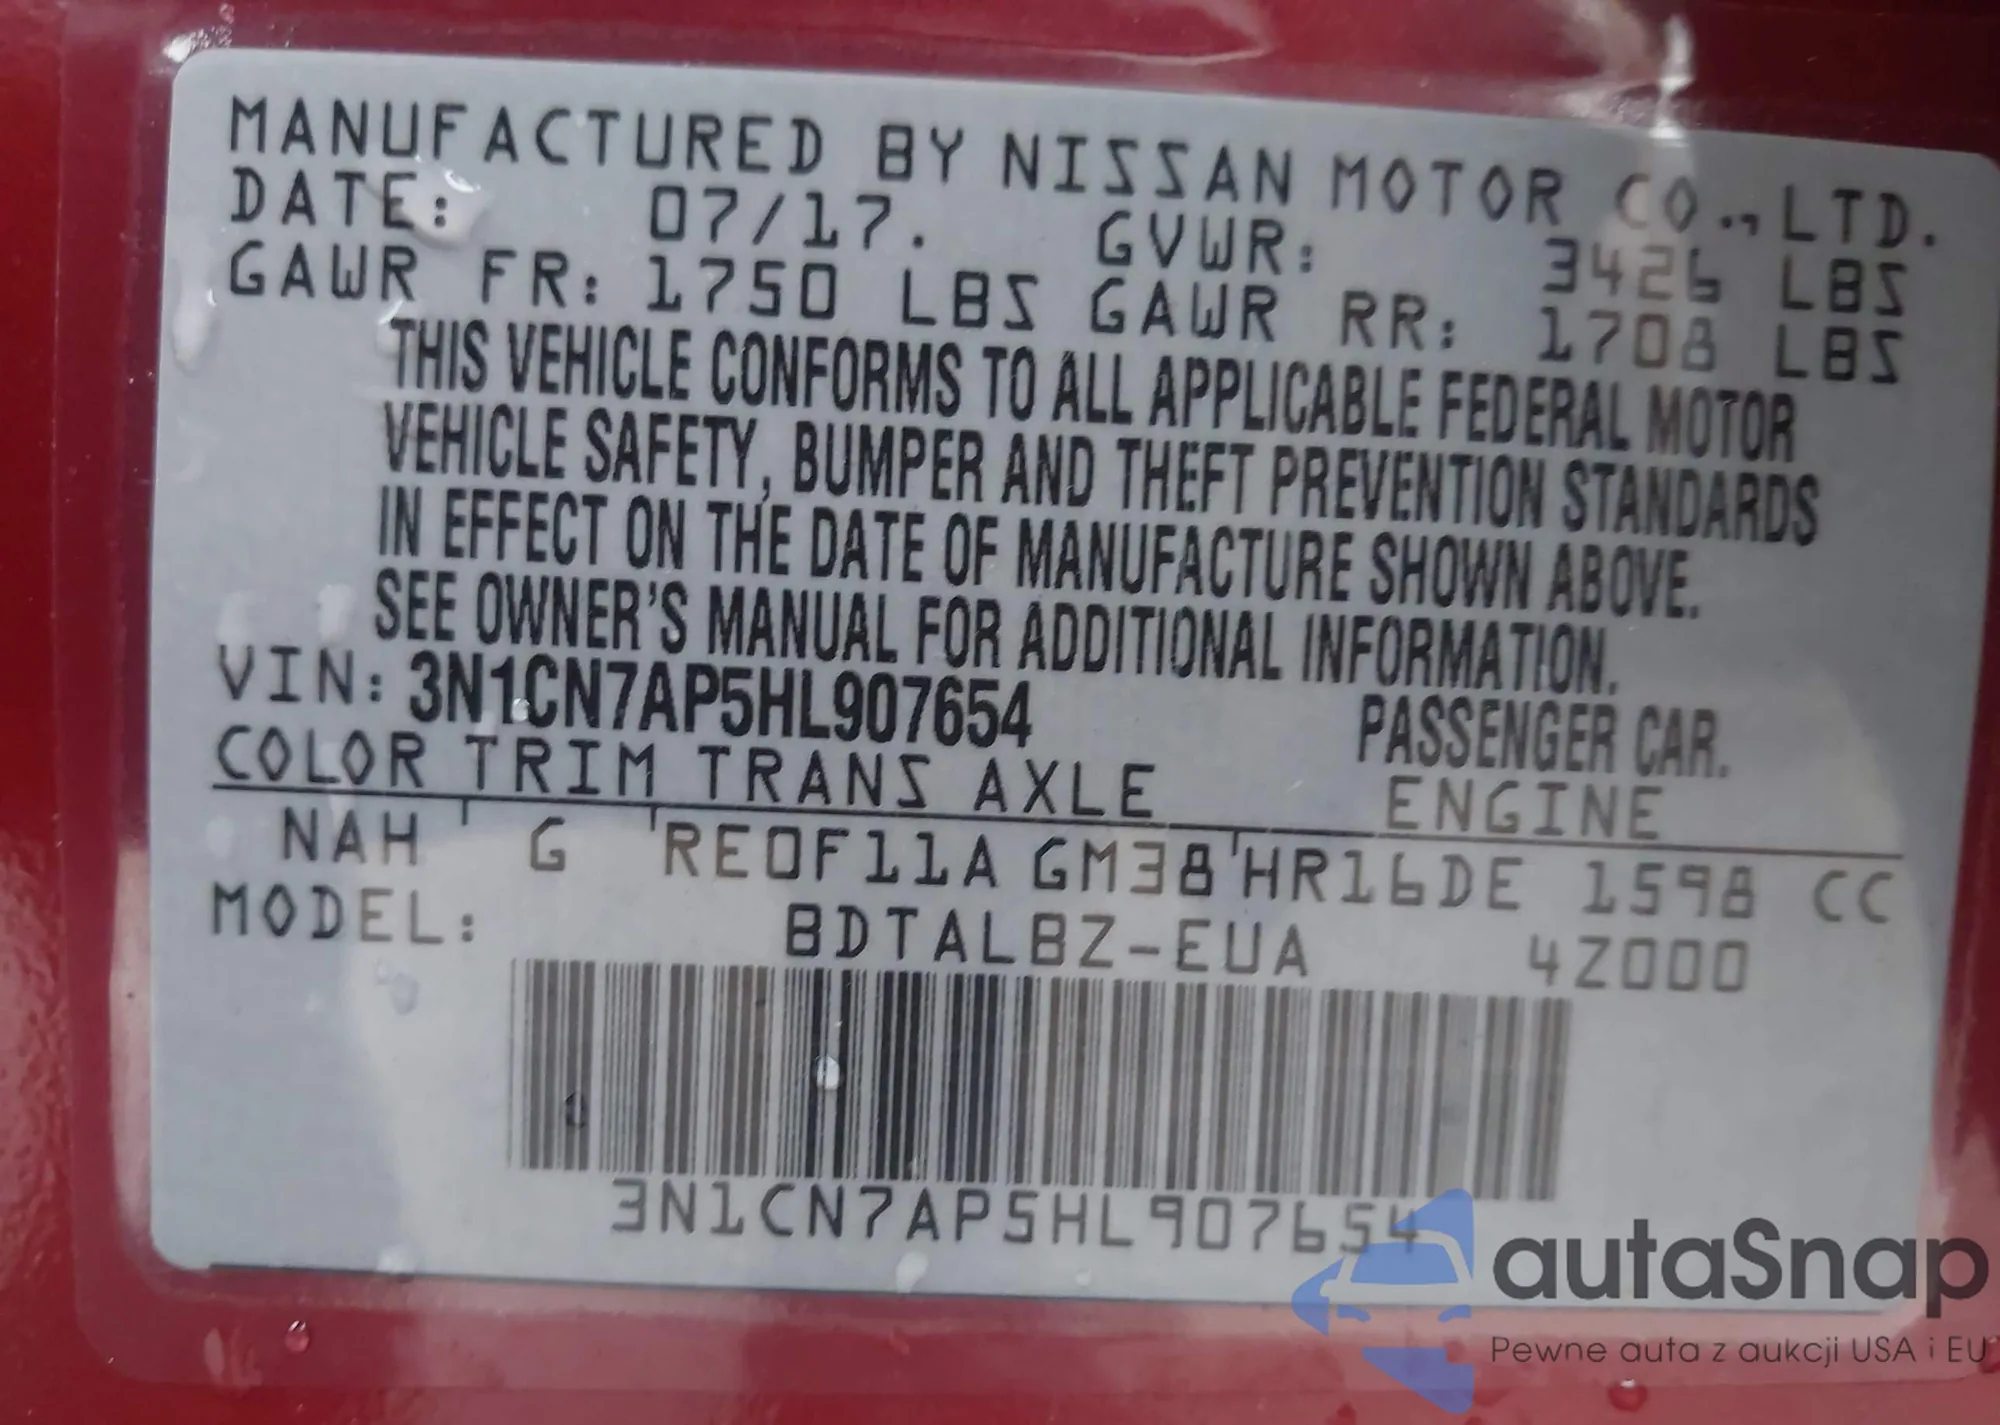 MANUFACTURED BY NISSAN MOTOR CO., LTD.
DATE: 07/17. GVWR: 3426 LBS
GAWR FR: 1750 LBS GAWR RR: 1708 LBS
THIS VEHICLE CONFORMS TO ALL APPLICABLE FEDERAL MOTOR
VEHICLE SAFETY, BUMPER AND THEFT PREVENTION STANDARDS
IN EFFECT ON THE DATE OF MANUFACTURE SHOWN ABOVE.
SEE OWNER'S MANUAL FOR ADDITIONAL INFORMATION.
VIN: 3N1CN7AP5HL907654 PASSENGER CAR.
COLOR TRIM TRANS AXLE ENGINE
NAH G RE0F11A GM38 HR16DE 1598 CC
MODEL: BDTALBZ-EUA 4Z000
3N1CN7AP5HL907654
autaSnap
Pewne auta z aukcji USA i EU